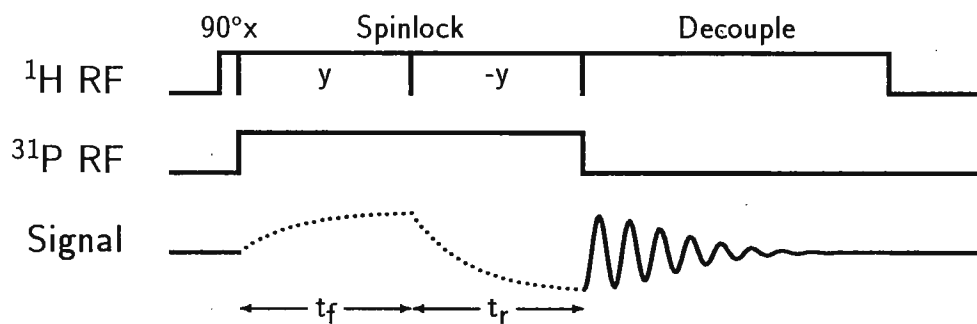 90°x Spinlock Decouple
¹H RF y -y
³¹P RF
Signal
t_f t_r